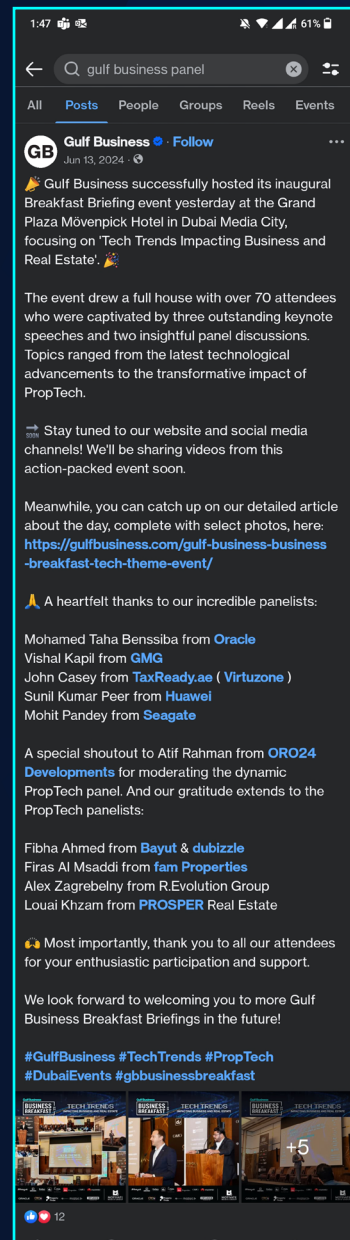 1:47 61%
gulf business panel
All Posts People Groups Reels Events
GB Gulf Business · Follow
Jun 13, 2024 ·
🎉 Gulf Business successfully hosted its inaugural
Breakfast Briefing event yesterday at the Grand
Plaza Mövenpick Hotel in Dubai Media City,
focusing on 'Tech Trends Impacting Business and
Real Estate'. 🎉
The event drew a full house with over 70 attendees
who were captivated by three outstanding keynote
speeches and two insightful panel discussions.
Topics ranged from the latest technological
advancements to the transformative impact of
PropTech.
🔜 Stay tuned to our website and social media
channels! We'll be sharing videos from this
action-packed event soon.
Meanwhile, you can catch up on our detailed article
about the day, complete with select photos, here:
https://gulfbusiness.com/gulf-business-business
-breakfast-tech-theme-event/
🙏 A heartfelt thanks to our incredible panelists:
Mohamed Taha Benssiba from Oracle
Vishal Kapil from GMG
John Casey from TaxReady.ae ( Virtuzone )
Sunil Kumar Peer from Huawei
Mohit Pandey from Seagate
A special shoutout to Atif Rahman from ORO24
Developments for moderating the dynamic
PropTech panel. And our gratitude extends to the
PropTech panelists:
Fibha Ahmed from Bayut & dubizzle
Firas Al Msaddi from fam Properties
Alex Zagrebelny from R.Evolution Group
Louai Khzam from PROSPER Real Estate
🙌 Most importantly, thank you to all our attendees
for your enthusiastic participation and support.
We look forward to welcoming you to more Gulf
Business Breakfast Briefings in the future!
#GulfBusiness #TechTrends #PropTech
#DubaiEvents #gbbusinessbreakfast
BUSINESS BREAKFAST TECH TRENDS
BUSINESS BREAKFAST TECH TRENDS
BUSINESS BREAKFAST TECH TRENDS
+5
12